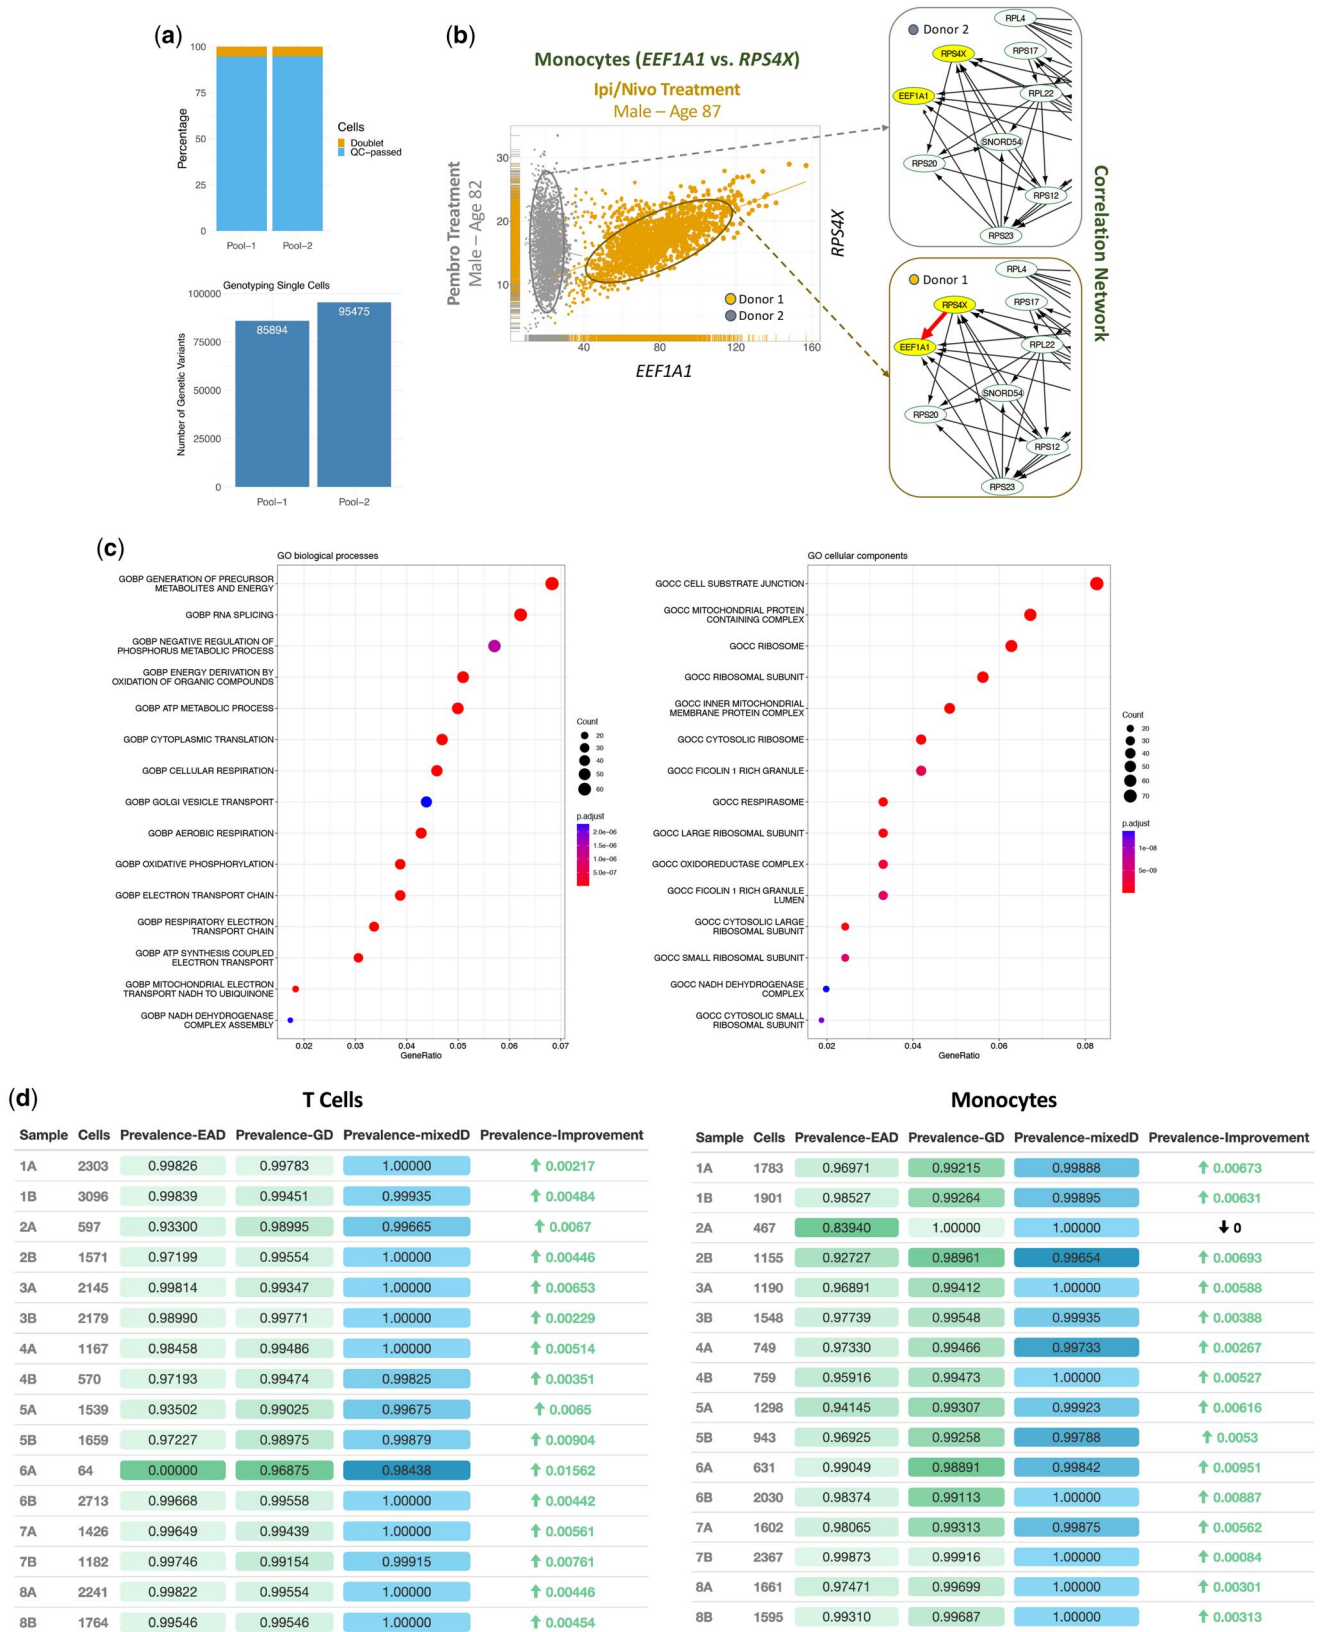 (a)
100
75
50
25
0
Percentage
Pool-1 Pool-2
Cells
Doublet
QC-passed
Genotyping Single Cells
100000
75000
50000
25000
0
Number of Genetic Variants
85894
95475
Pool-1 Pool-2
(b)
Monocytes (EEF1A1 vs. RPS4X)
Ipi/Nivo Treatment
Male – Age 87
Pembro Treatment
Male – Age 82
30
20
10
40 80 120 160
EEF1A1
RPS4X
Donor 1
Donor 2
Donor 2
RPL4
RPS4X
RPS17
EEF1A1
RPL22
SNORD54
RPS20
RPS12
RPS23
Donor 1
RPL4
RPS4X
RPS17
EEF1A1
RPL22
SNORD54
RPS20
RPS12
RPS23
Correlation Network
(c)
GO biological processes
GOBP GENERATION OF PRECURSOR
METABOLITES AND ENERGY
GOBP RNA SPLICING
GOBP NEGATIVE REGULATION OF
PHOSPHORUS METABOLIC PROCESS
GOBP ENERGY DERIVATION BY
OXIDATION OF ORGANIC COMPOUNDS
GOBP ATP METABOLIC PROCESS
GOBP CYTOPLASMIC TRANSLATION
GOBP CELLULAR RESPIRATION
GOBP GOLGI VESICLE TRANSPORT
GOBP AEROBIC RESPIRATION
GOBP OXIDATIVE PHOSPHORYLATION
GOBP ELECTRON TRANSPORT CHAIN
GOBP RESPIRATORY ELECTRON
TRANSPORT CHAIN
GOBP ATP SYNTHESIS COUPLED
ELECTRON TRANSPORT
GOBP MITOCHONDRIAL ELECTRON
TRANSPORT NADH TO UBIQUINONE
GOBP NADH DEHYDROGENASE
COMPLEX ASSEMBLY
0.02 0.03 0.04 0.05 0.06 0.07
GeneRatio
Count
20
30
40
50
60
p.adjust
2.0e-06
1.5e-06
1.0e-06
5.0e-07
GO cellular components
GOCC CELL SUBSTRATE JUNCTION
GOCC MITOCHONDRIAL PROTEIN
CONTAINING COMPLEX
GOCC RIBOSOME
GOCC RIBOSOMAL SUBUNIT
GOCC INNER MITOCHONDRIAL
MEMBRANE PROTEIN COMPLEX
GOCC CYTOSOLIC RIBOSOME
GOCC FICOLIN 1 RICH GRANULE
GOCC RESPIRASOME
GOCC LARGE RIBOSOMAL SUBUNIT
GOCC OXIDOREDUCTASE COMPLEX
GOCC FICOLIN 1 RICH GRANULE
LUMEN
GOCC CYTOSOLIC LARGE
RIBOSOMAL SUBUNIT
GOCC SMALL RIBOSOMAL SUBUNIT
GOCC NADH DEHYDROGENASE
COMPLEX
GOCC CYTOSOLIC SMALL
RIBOSOMAL SUBUNIT
0.02 0.04 0.06 0.08
GeneRatio
Count
20
30
40
50
60
70
p.adjust
1e-08
5e-09
(d)
T Cells
Sample Cells Prevalence-EAD Prevalence-GD Prevalence-mixedD Prevalence-Improvement
1A 2303 0.99826 0.99783 1.00000 ↑ 0.00217
1B 3096 0.99839 0.99451 0.99935 ↑ 0.00484
2A 597 0.93300 0.98995 0.99665 ↑ 0.0067
2B 1571 0.97199 0.99554 1.00000 ↑ 0.00446
3A 2145 0.99814 0.99347 1.00000 ↑ 0.00653
3B 2179 0.98990 0.99771 1.00000 ↑ 0.00229
4A 1167 0.98458 0.99486 1.00000 ↑ 0.00514
4B 570 0.97193 0.99474 0.99825 ↑ 0.00351
5A 1539 0.93502 0.99025 0.99675 ↑ 0.0065
5B 1659 0.97227 0.98975 0.99879 ↑ 0.00904
6A 64 0.00000 0.96875 0.98438 ↑ 0.01562
6B 2713 0.99668 0.99558 1.00000 ↑ 0.00442
7A 1426 0.99649 0.99439 1.00000 ↑ 0.00561
7B 1182 0.99746 0.99154 0.99915 ↑ 0.00761
8A 2241 0.99822 0.99554 1.00000 ↑ 0.00446
8B 1764 0.99546 0.99546 1.00000 ↑ 0.00454
Monocytes
Sample Cells Prevalence-EAD Prevalence-GD Prevalence-mixedD Prevalence-Improvement
1A 1783 0.96971 0.99215 0.99888 ↑ 0.00673
1B 1901 0.98527 0.99264 0.99895 ↑ 0.00631
2A 467 0.83940 1.00000 1.00000 ↓ 0
2B 1155 0.92727 0.98961 0.99654 ↑ 0.00693
3A 1190 0.96891 0.99412 1.00000 ↑ 0.00588
3B 1548 0.97739 0.99548 0.99935 ↑ 0.00388
4A 749 0.97330 0.99466 0.99733 ↑ 0.00267
4B 759 0.95916 0.99473 1.00000 ↑ 0.00527
5A 1298 0.94145 0.99307 0.99923 ↑ 0.00616
5B 943 0.96925 0.99258 0.99788 ↑ 0.0053
6A 631 0.99049 0.98891 0.99842 ↑ 0.00951
6B 2030 0.98374 0.99113 1.00000 ↑ 0.00887
7A 1602 0.98065 0.99313 0.99875 ↑ 0.00562
7B 2367 0.99873 0.99916 1.00000 ↑ 0.00084
8A 1661 0.97471 0.99699 1.00000 ↑ 0.00301
8B 1595 0.99310 0.99687 1.00000 ↑ 0.00313